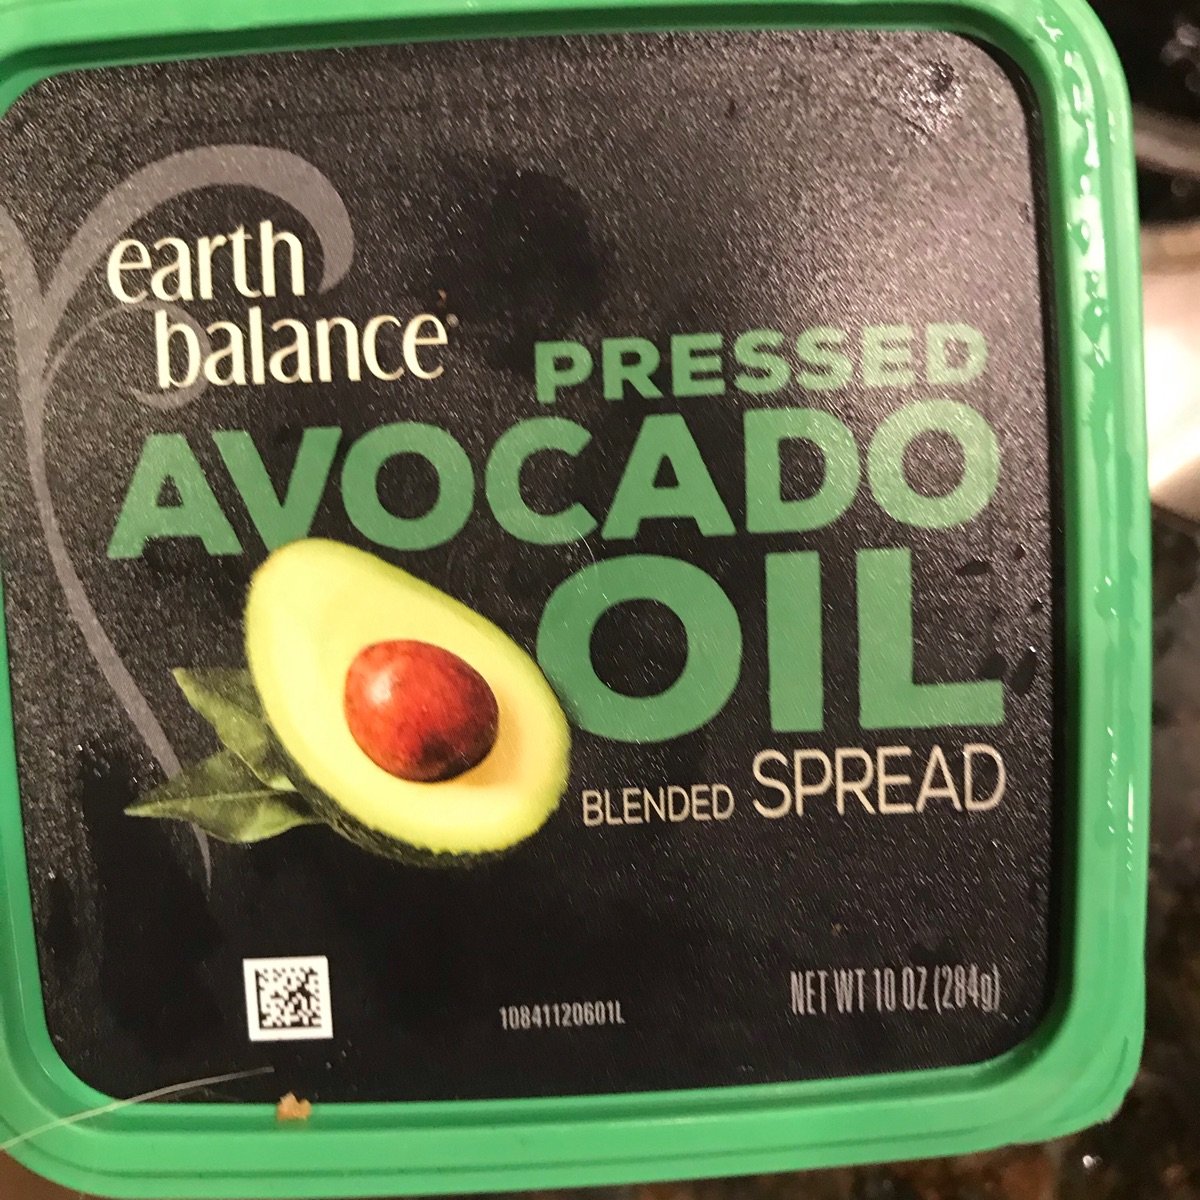 earth
balance
PRESSED
AVOCADO
OIL
BLENDED SPREAD
10841120601L
NET WT 10 OZ (284g)